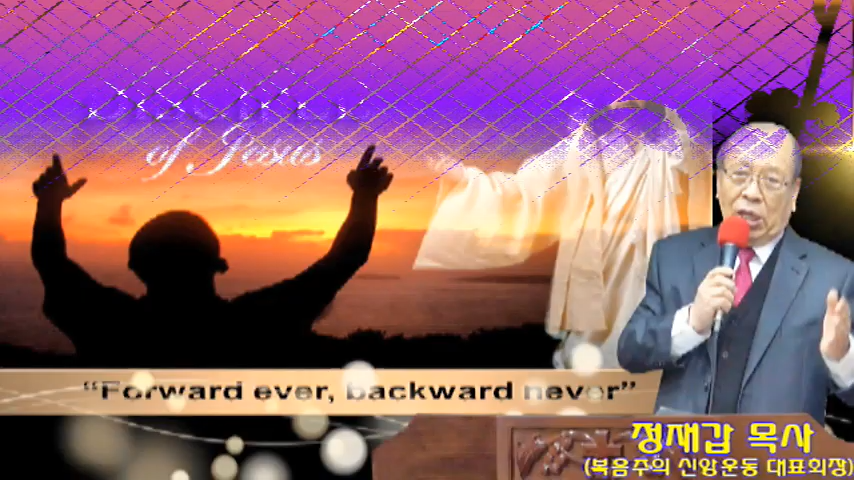 of Jesus
“Forward ever, backward never”
정재갑 목사
(복음주의 신앙운동 대표회장)